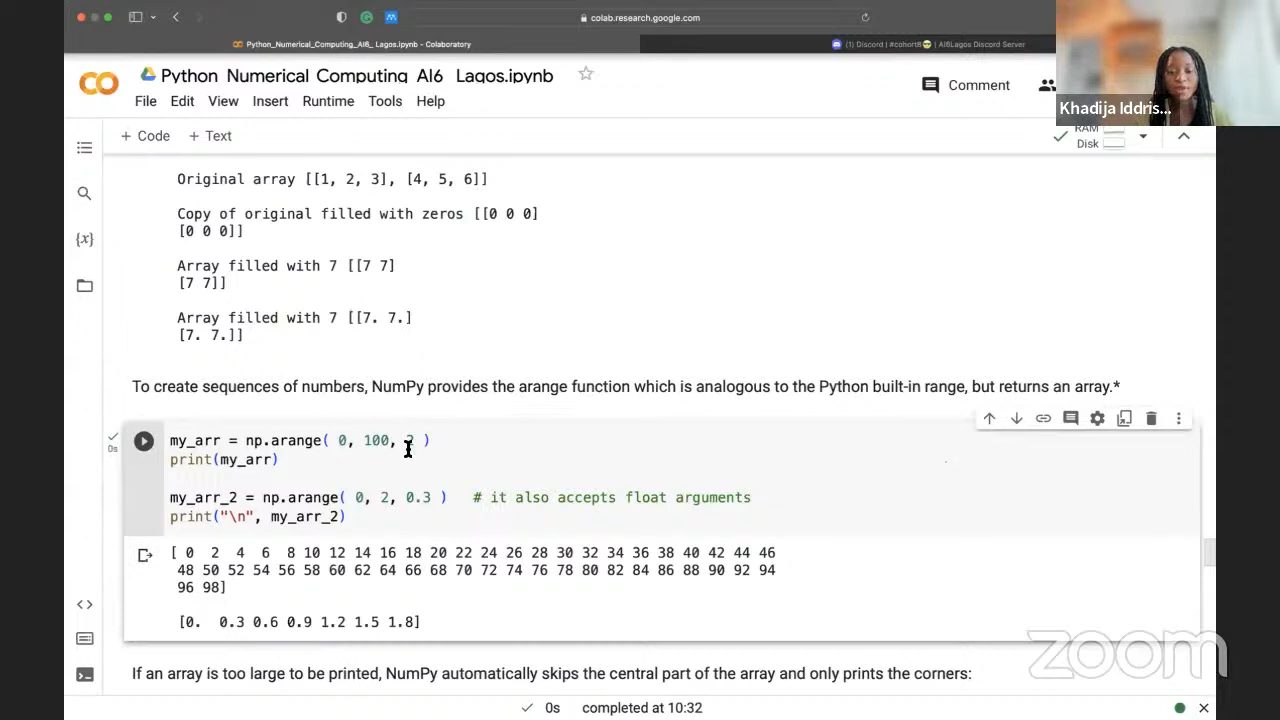 colab.research.google.com
Python_Numerical_Computing_AI6_ Lagos.ipynb - Colaboratory
(1) Discord | #cohort8😎 | AI6Lagos Discord Server
Python_Numerical_Computing_AI6_ Lagos.ipynb
File Edit View Insert Runtime Tools Help
Comment
Khadija Iddris...
+ Code + Text
RAM
Disk
Original array [[1, 2, 3], [4, 5, 6]]
Copy of original filled with zeros [[0 0 0]
[0 0 0]]
Array filled with 7 [[7 7]
[7 7]]
Array filled with 7 [[7. 7.]
[7. 7.]]
To create sequences of numbers, NumPy provides the arange function which is analogous to the Python built-in range, but returns an array.*
0s
my_arr = np.arange( 0, 100, 2 )
print(my_arr)
my_arr_2 = np.arange( 0, 2, 0.3 ) # it also accepts float arguments
print("\n", my_arr_2)
[ 0 2 4 6 8 10 12 14 16 18 20 22 24 26 28 30 32 34 36 38 40 42 44 46
48 50 52 54 56 58 60 62 64 66 68 70 72 74 76 78 80 82 84 86 88 90 92 94
96 98]
[0. 0.3 0.6 0.9 1.2 1.5 1.8]
zoom
If an array is too large to be printed, NumPy automatically skips the central part of the array and only prints the corners:
0s completed at 10:32